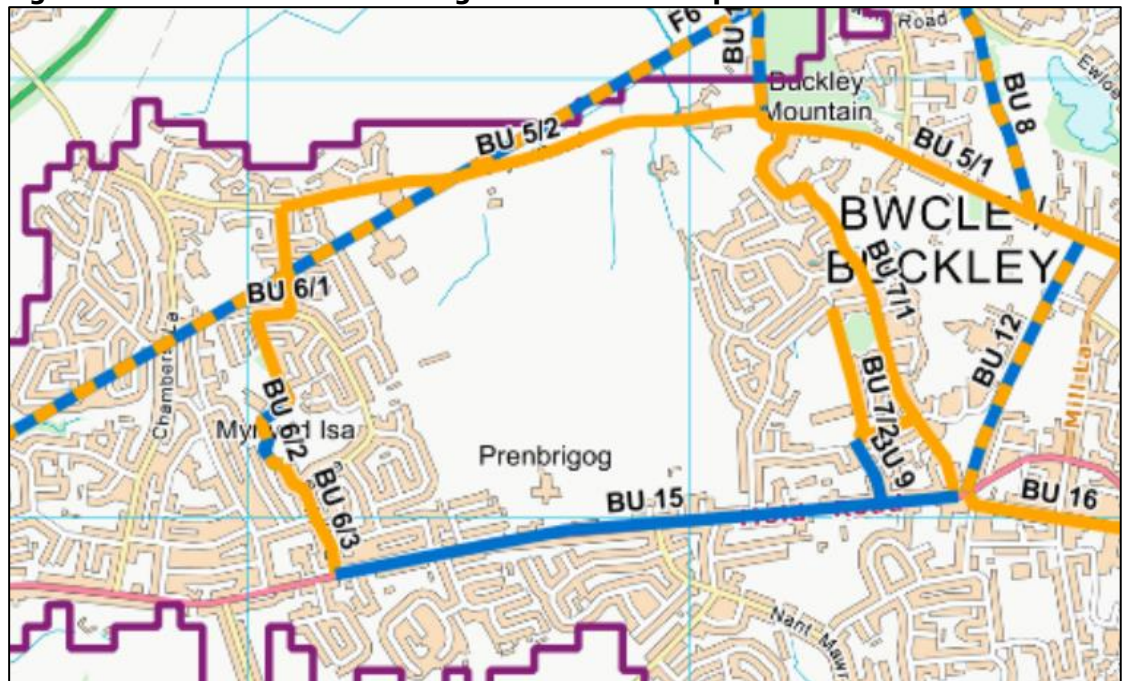 F6
Road
Buckley
Mountain
Ewloe
BU 8
BU 5/2
BU 5/1
BWCLE /
BUCKLEY
BU 6/1
BU 7/1
Chambers La
BU 12
Mill La
BU 6/2
BU 7/2
Isa
Prenbrigog
BU 9
BU 6/3
BU 15
BU 16
Road
Nant Mawr